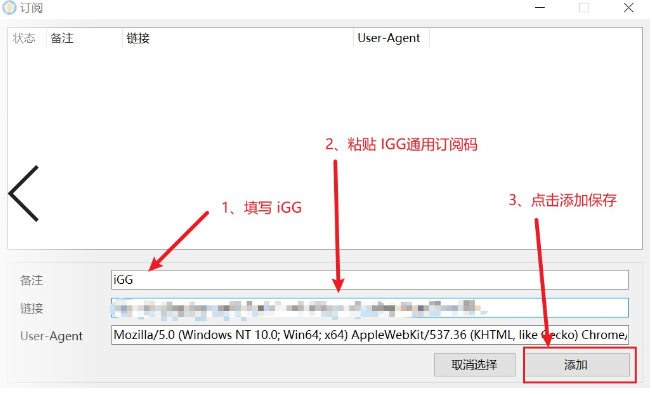 订阅
状态 备注 链接 User-Agent
2、粘贴 IGG通用订阅码
1、填写 iGG
3、点击添加保存
备注 iGG
链接
User-Agent Mozilla/5.0 (Windows NT 10.0; Win64; x64) AppleWebKit/537.36 (KHTML, like Gecko) Chrome/
取消选择 添加